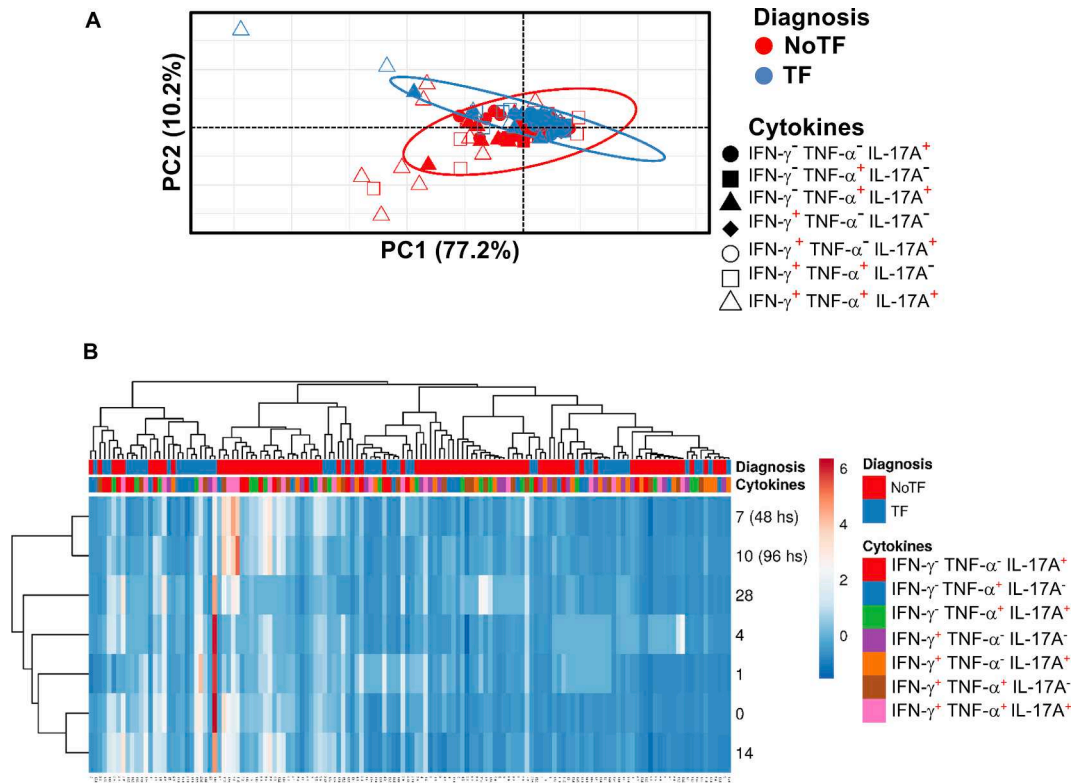 A
PC2 (10.2%)
PC1 (77.2%)
Diagnosis
NoTF
TF
Cytokines
IFN-γ⁻ TNF-α⁻ IL-17A⁺
IFN-γ⁻ TNF-α⁺ IL-17A⁻
IFN-γ⁻ TNF-α⁺ IL-17A⁺
IFN-γ⁺ TNF-α⁻ IL-17A⁻
IFN-γ⁺ TNF-α⁻ IL-17A⁺
IFN-γ⁺ TNF-α⁺ IL-17A⁻
IFN-γ⁺ TNF-α⁺ IL-17A⁺
B
Diagnosis
Cytokines
7 (48 hs)
10 (96 hs)
28
4
1
0
14
6
4
2
0
Diagnosis
NoTF
TF
Cytokines
IFN-γ⁻ TNF-α⁻ IL-17A⁺
IFN-γ⁻ TNF-α⁺ IL-17A⁻
IFN-γ⁻ TNF-α⁺ IL-17A⁺
IFN-γ⁺ TNF-α⁻ IL-17A⁻
IFN-γ⁺ TNF-α⁻ IL-17A⁺
IFN-γ⁺ TNF-α⁺ IL-17A⁻
IFN-γ⁺ TNF-α⁺ IL-17A⁺